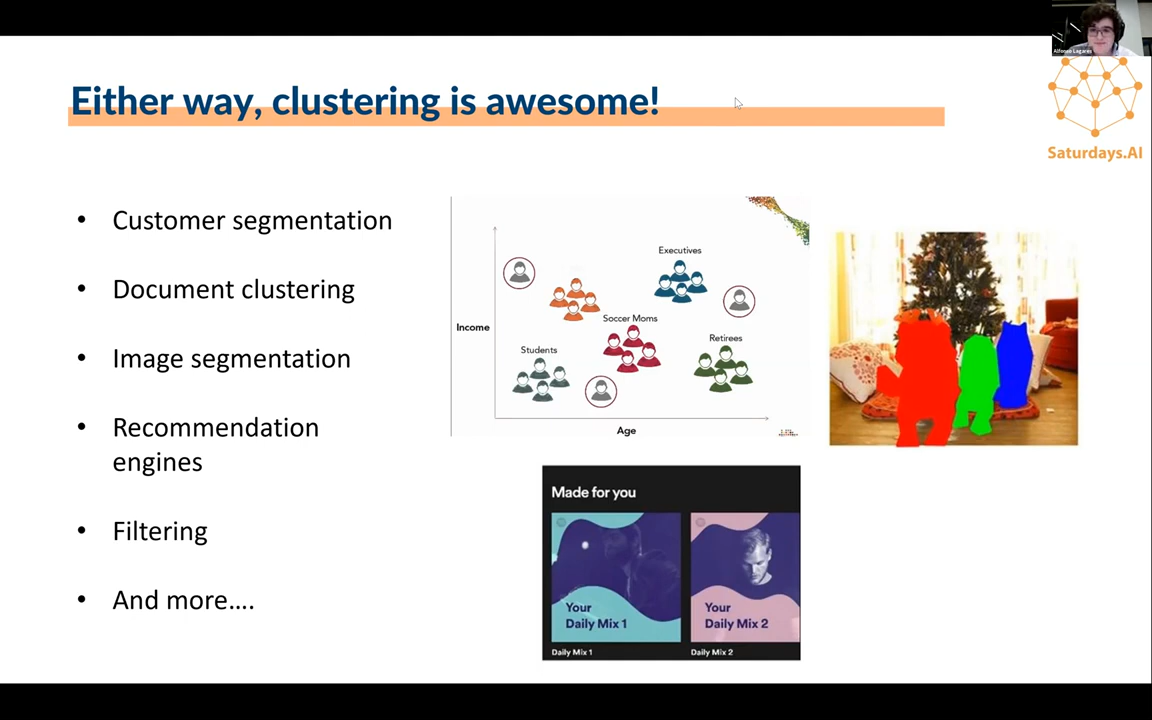 Alfonso Lagares
Either way, clustering is awesome!
Saturdays.AI
• Customer segmentation
• Document clustering
• Image segmentation
• Recommendation
engines
• Filtering
• And more....
Executives
Soccer Moms
Income
Retirees
Students
Age
Made for you
Your
Daily Mix 1
Your
Daily Mix 2
Daily Mix 1
Daily Mix 2